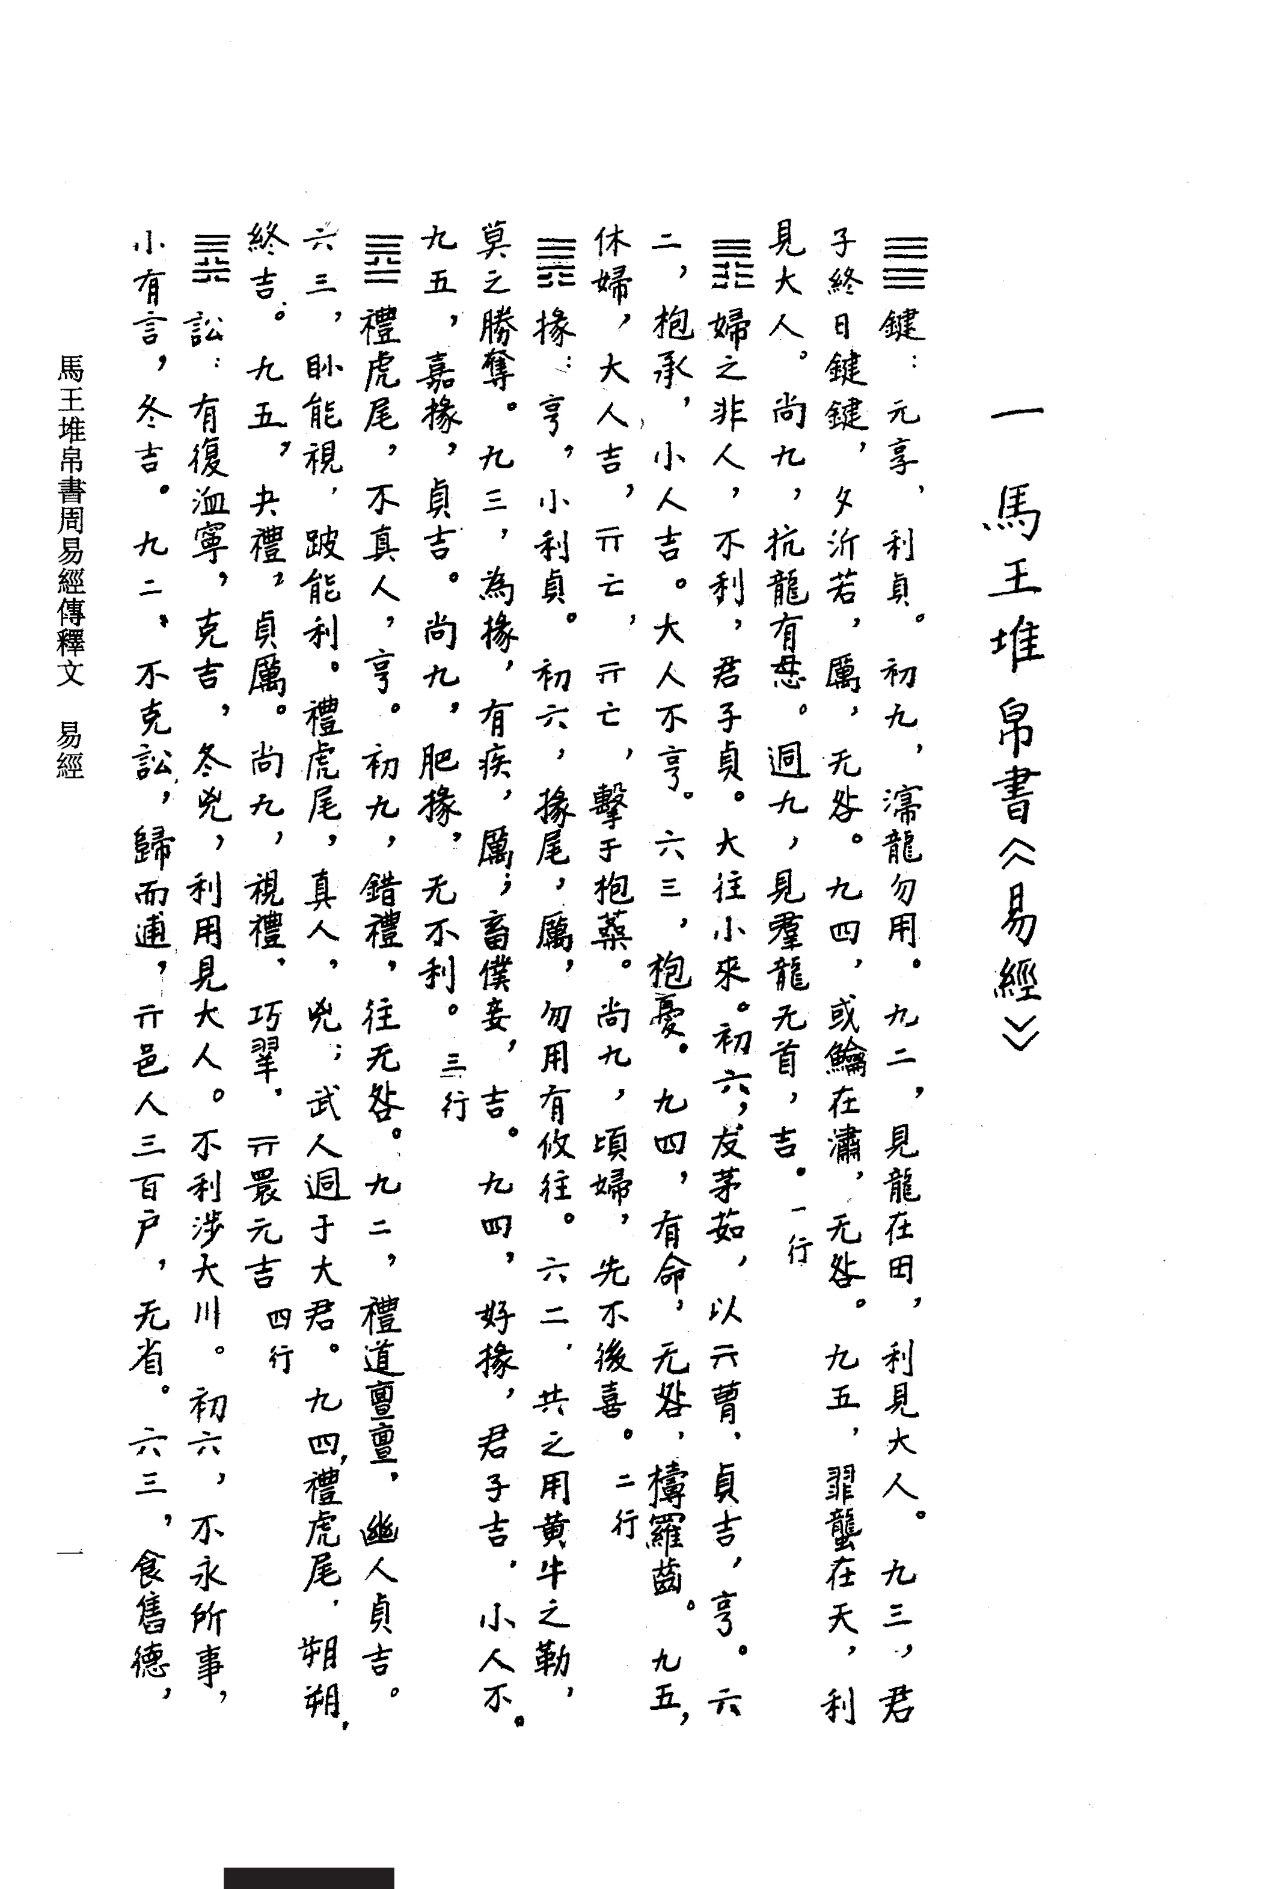 一 馬王堆帛書《易經》
䷀ 鍵：元享，利貞。初九，㵂龍勿用。九二，見龍在田，利見大人。九三，君
子終日鍵鍵，夕沂若，厲，无咎。九四，或鱻在潚，无咎。九五，羿蠪在天，利
見大人。尚九，抗龍有悬。迵九，見羣龍无首，吉。一行
䷋ 婦之非人，不利，君子貞。大往小來。初六，友茅茹，以亓曹，貞吉，亨。六
二，枹承，小人吉。大人不亨。六三，枹憂。九四，有命，无咎，檮羅齒。九五，
休婦，大人吉，亓亡，亓亡，擊于枹蘩。尚九，頃婦，先不後喜。二行
䷠ 掾：亨，小利貞。初六，掾尾，厲，勿用有攸往。六二，共之用黄牛之勒，
莫之勝奪。九三，為掾，有疾，厲；畜僕妾，吉。九四，好掾，君子吉，小人不。
九五，嘉掾，貞吉。尚九，肥掾，无不利。三行
䷉ 禮虎尾，不真人，亨。初九，錯禮，往无咎。九二，禮道亶亶，幽人貞吉。
六三，眇能視，跛能利。禮虎尾，真人，兇；武人迵于大君。九四，禮虎尾，朔朔，
終吉。九五，夬禮，貞厲。尚九，視禮，巧翠，亓睘元吉 四行
䷅ 訟：有復洫寧，克吉，冬兇，利用見大人。不利涉大川。初六，不永所事，
小有言，冬吉。九二，不克訟，歸而逋，亓邑人三百户，无省。六三，食舊德，
馬王堆帛書周易經傳釋文 易經
一